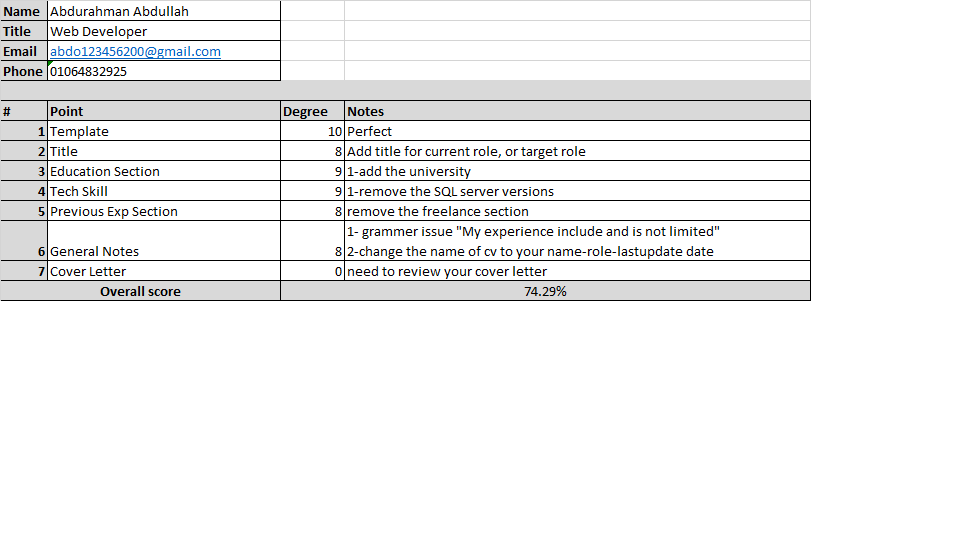 Name Abdurahman Abdullah
Title Web Developer
Email abdo123456200@gmail.com
Phone 01064832925
# Point Degree Notes
1 Template 10 Perfect
2 Title 8 Add title for current role, or target role
3 Education Section 9 1-add the university
4 Tech Skill 9 1-remove the SQL server versions
5 Previous Exp Section 8 remove the freelance section
1- grammer issue "My experience include and is not limited"
6 General Notes 8 2-change the name of cv to your name-role-lastupdate date
7 Cover Letter 0 need to review your cover letter
Overall score 74.29%